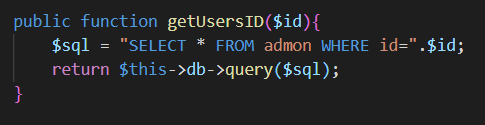 public function getUsersID($id){
    $sql = "SELECT * FROM admon WHERE id=".$id;
    return $this->db->query($sql);
}